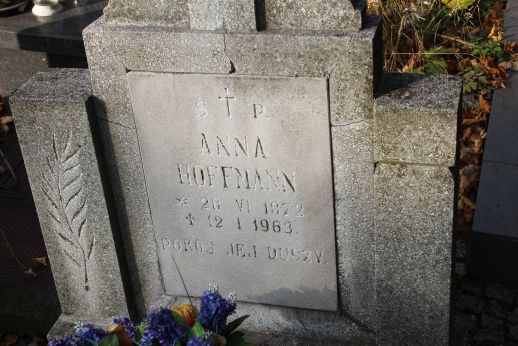 S † P.
ANNA
HOFFMANN
* 26 VI 1872
† 12 I 1963.
POKÓJ JEJ DUSZY.